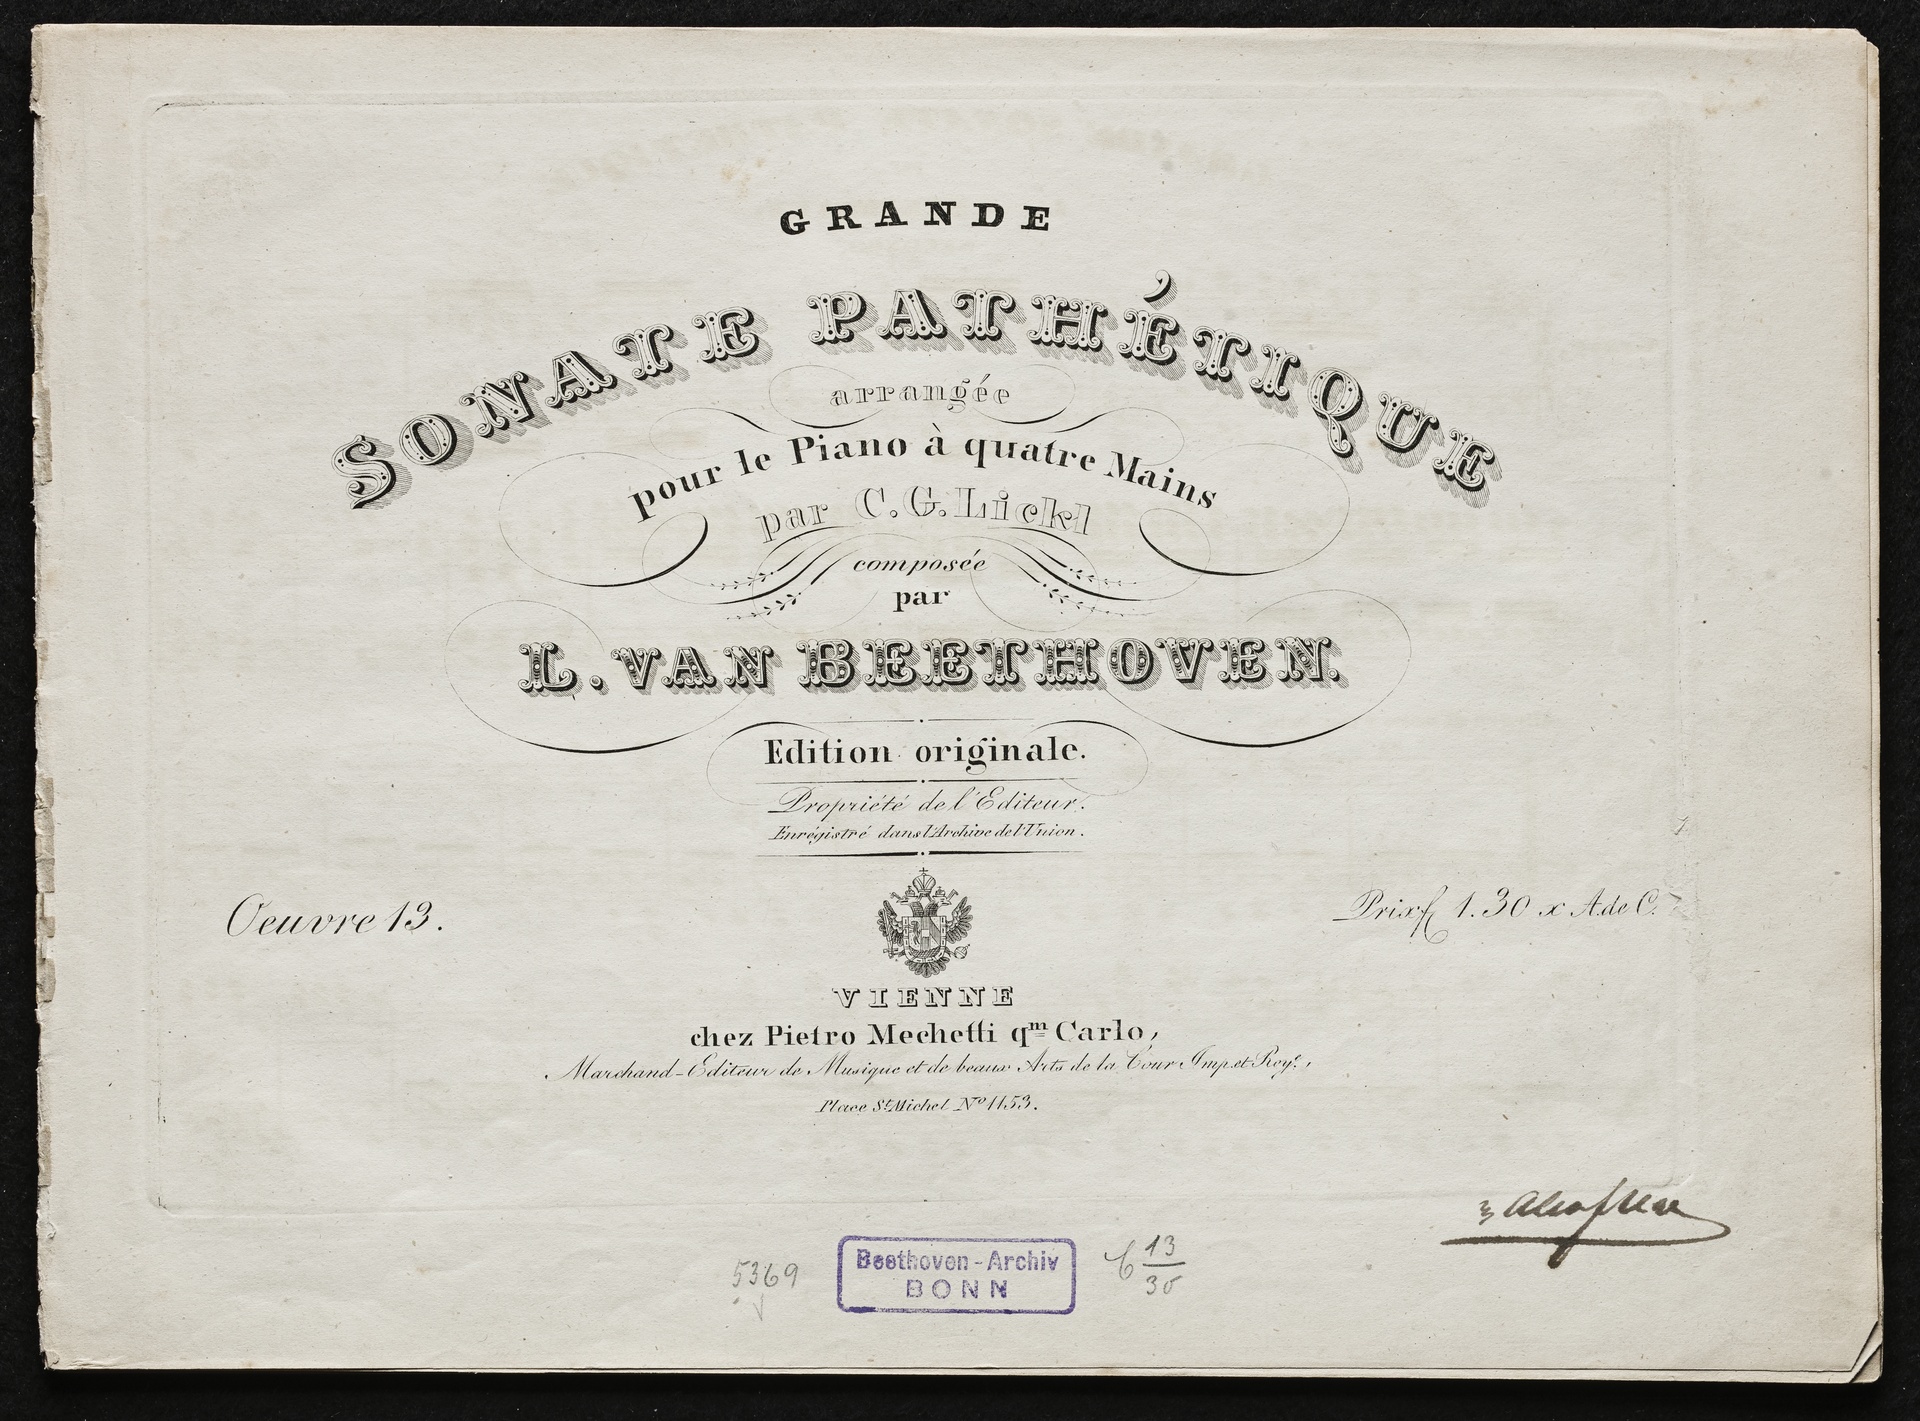 GRANDE
SONATE PATHÉTIQUE
arrangée
pour le Piano à quatre Mains
par C. G. Lickl
composée
par
L. VAN BEETHOVEN.
Edition originale.
Propriété de l'Editeur.
Enrégistré dans l'Archive de l'Union.
Oeuvre 13.
Prix f 1.30 x A. de C.
VIENNE
chez Pietro Mechetti qm Carlo,
Marchand-Editeur de Musique et de beaux Arts de la Cour Imp. et Roy.e,
Place St. Michel No 1153.
5369
Beethoven-Archiv
BONN
C 13